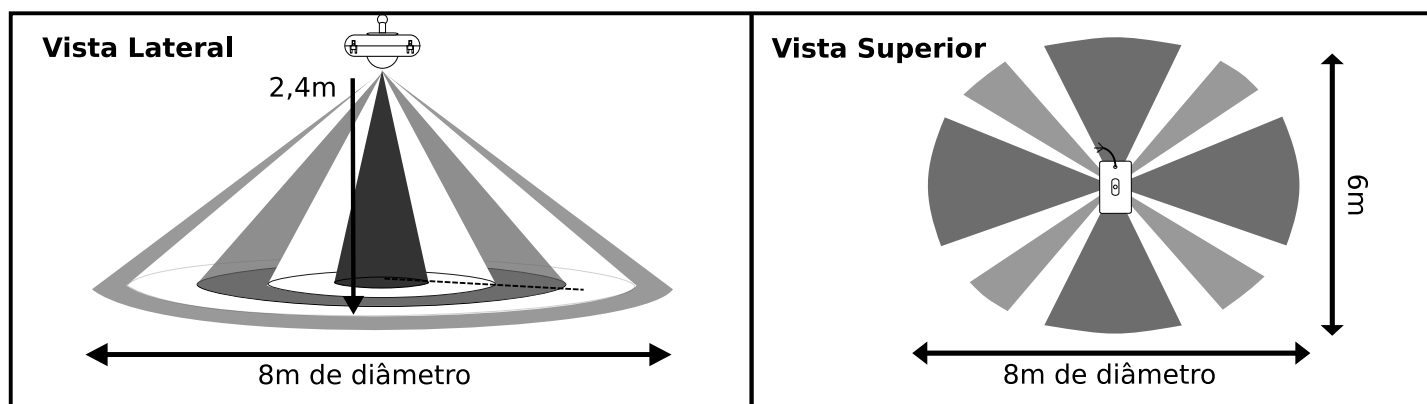 Vista Lateral
2,4m
8m de diâmetro
Vista Superior
6m
8m de diâmetro